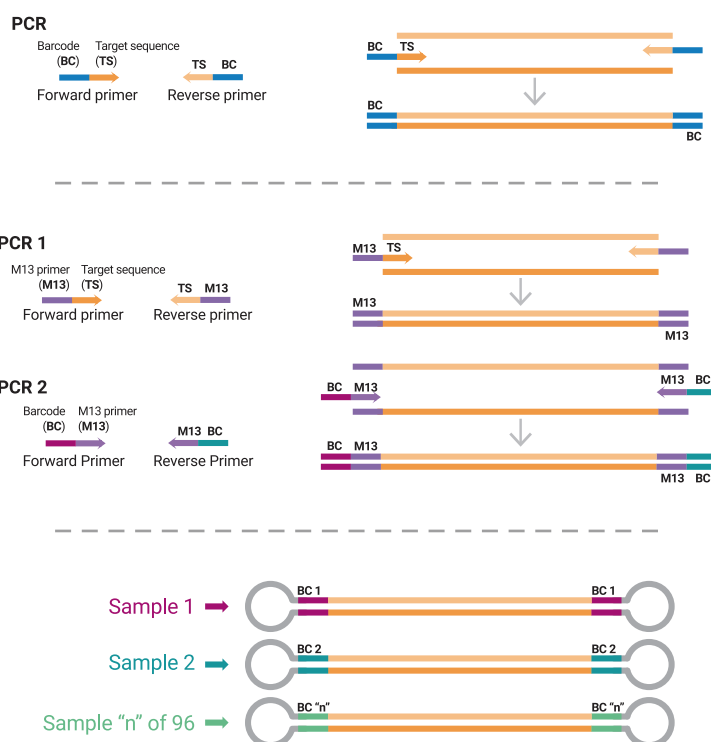 PCR
Barcode Target sequence
(BC) (TS)
TS BC
Forward primer
Reverse primer
BC TS
BC
BC
PCR 1
M13 primer Target sequence
(M13) (TS)
TS M13
Forward primer
Reverse primer
M13 TS
M13
M13
PCR 2
Barcode M13 primer
(BC) (M13)
M13 BC
Forward Primer
Reverse Primer
BC M13
M13 BC
BC M13
M13 BC
Sample 1
BC 1
BC 1
Sample 2
BC 2
BC 2
Sample “n” of 96
BC “n”
BC “n”